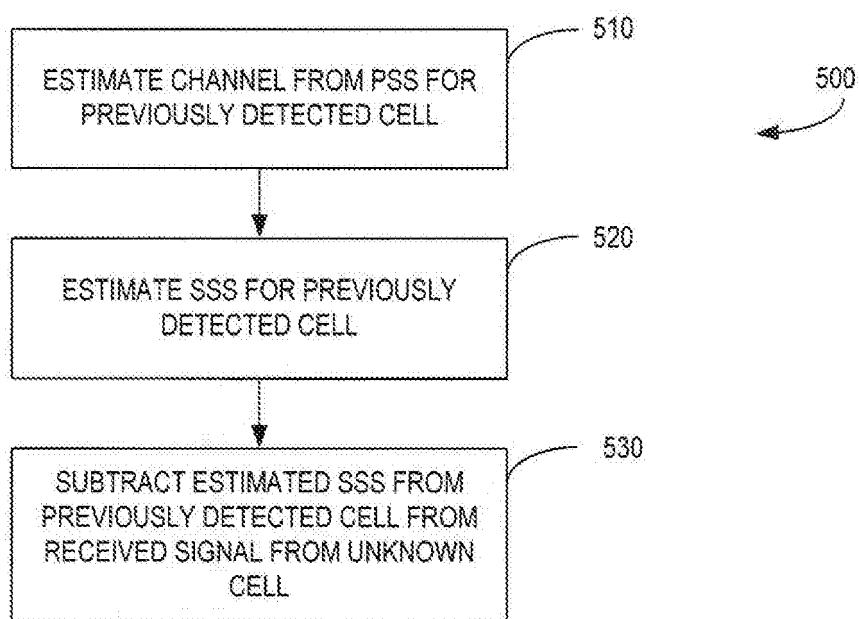 510
ESTIMATE CHANNEL FROM PSS FOR
PREVIOUSLY DETECTED CELL
500
520
ESTIMATE SSS FOR PREVIOUSLY
DETECTED CELL
530
SUBTRACT ESTIMATED SSS FROM
PREVIOUSLY DETECTED CELL FROM
RECEIVED SIGNAL FROM UNKNOWN
CELL